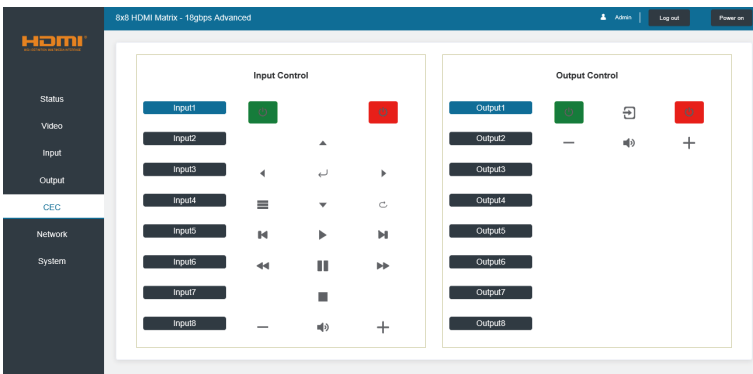 8x8 HDMI Matrix - 18gbps Advanced
Admin
Log out
Power on
HDMI
Status
Video
Input
Output
CEC
Network
System
Input Control
Input1
Input2
Input3
Input4
Input5
Input6
Input7
Input8
Output Control
Output1
Output2
Output3
Output4
Output5
Output6
Output7
Output8